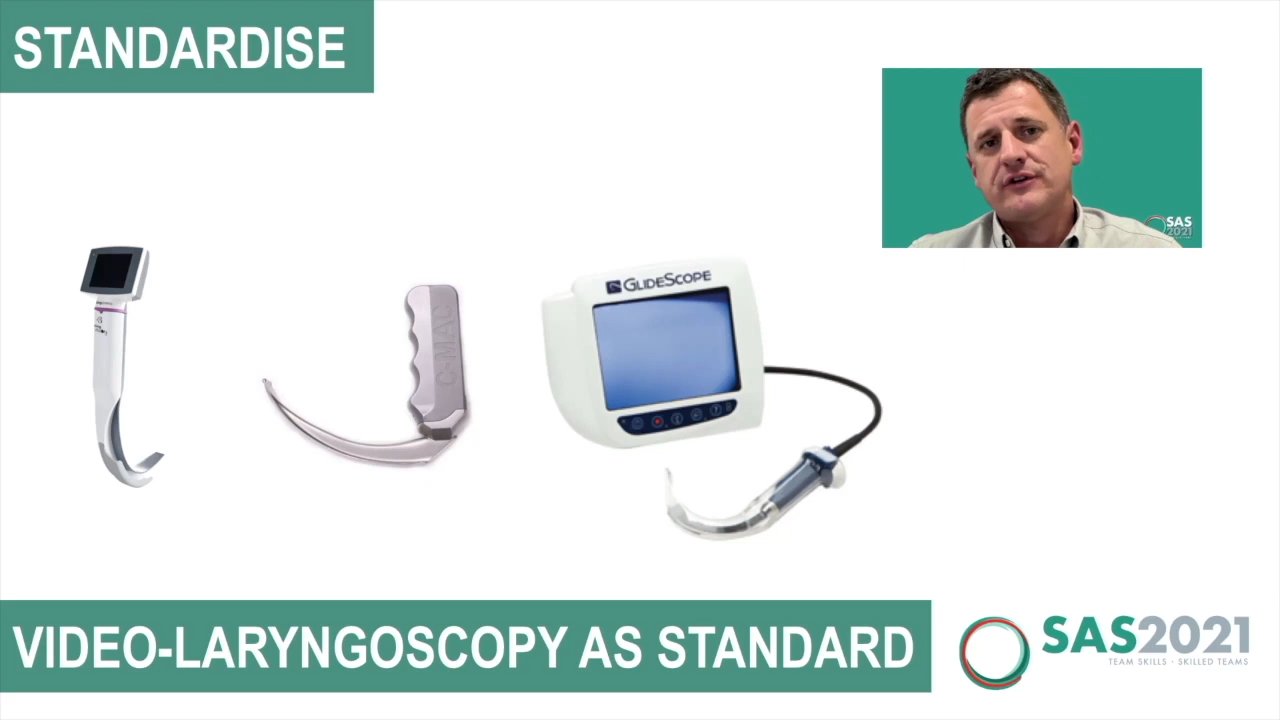 STANDARDISE
SAS
2021
GLIDESCOPE
C-MAC
VIDEO-LARYNGOSCOPY AS STANDARD
SAS2021
TEAM SKILLS · SKILLED TEAMS